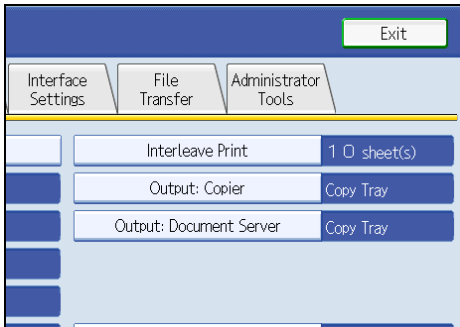 Exit
Interface
Settings
File
Transfer
Administrator
Tools
Interleave Print
10 sheet(s)
Output: Copier
Copy Tray
Output: Document Server
Copy Tray